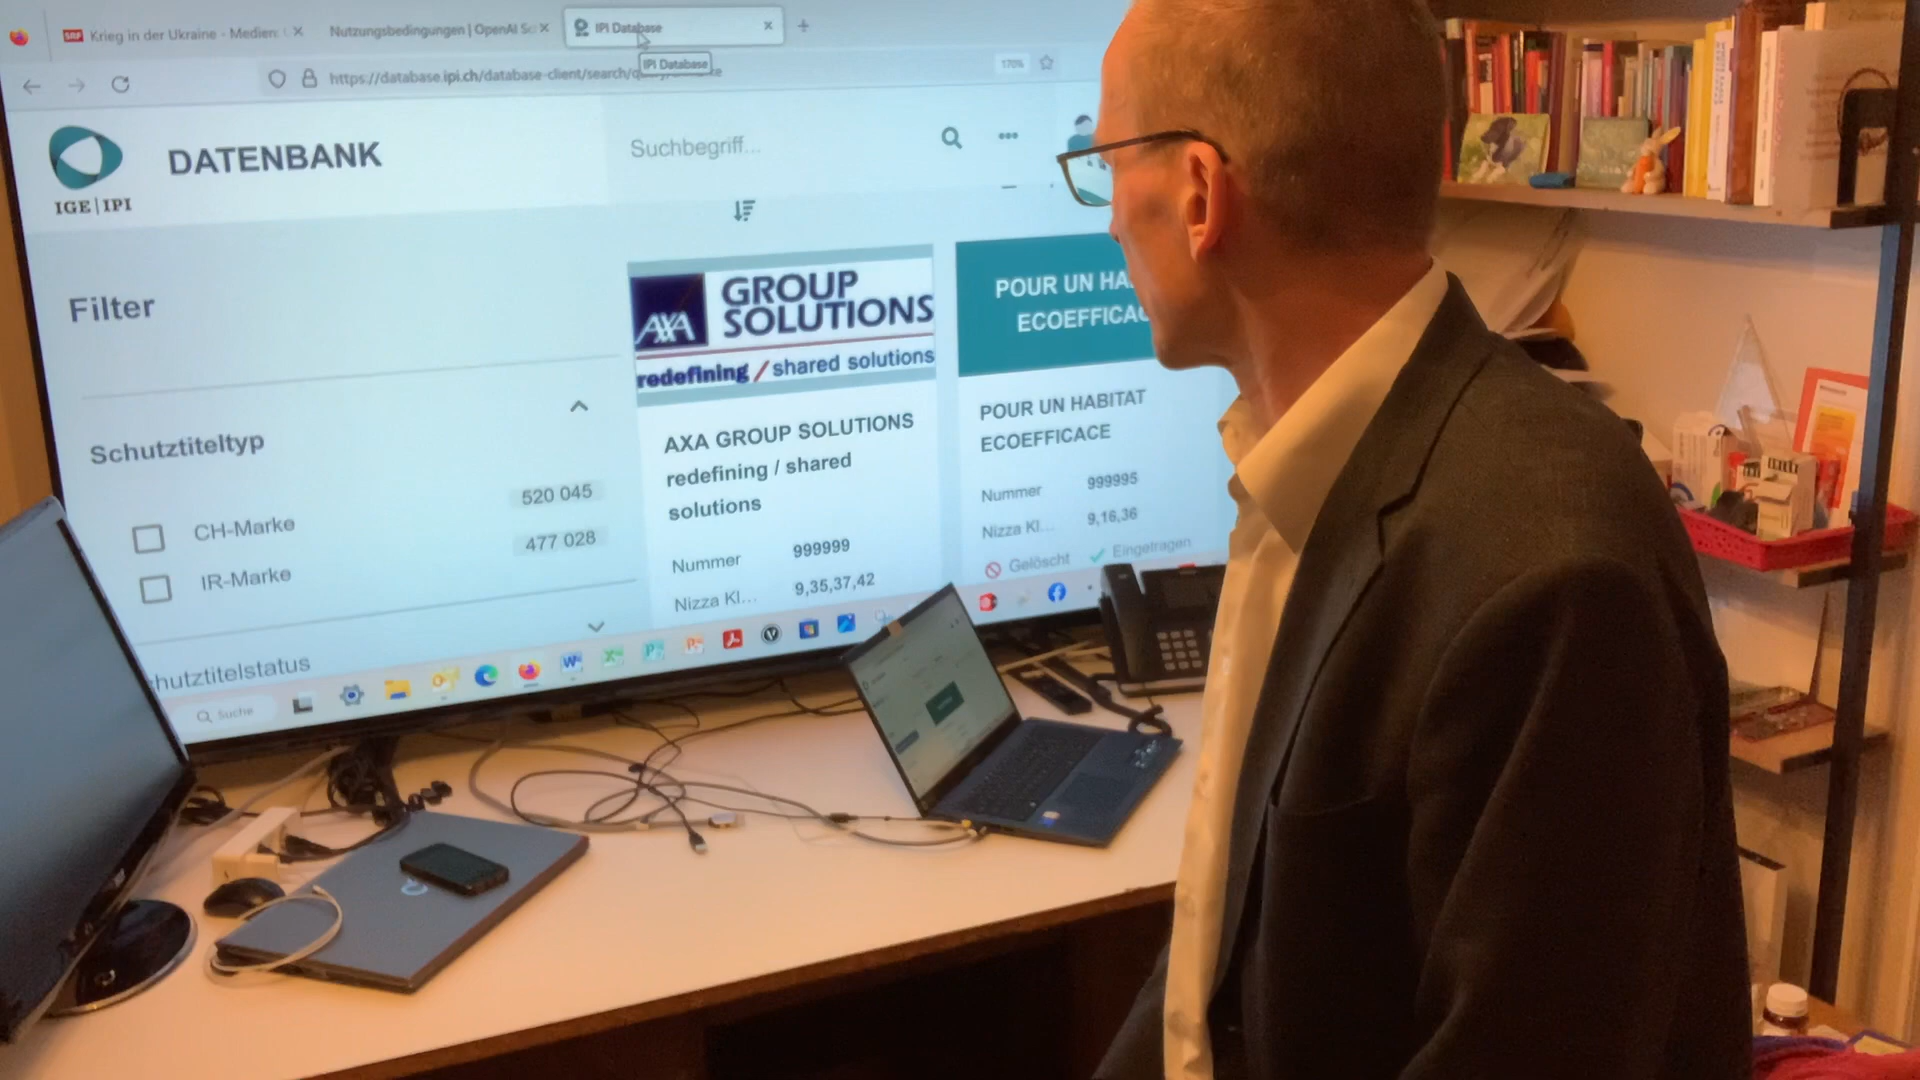 SRF Krieg in der Ukraine - Medien:
Nutzungsbedingungen | OpenAI
IPI Database
IPI Database
https://database.ipi.ch/database-client/search/q
170%
IGE|IPI
DATENBANK
Suchbegriff...
Filter
Schutztiteltyp
CH-Marke 520 045
IR-Marke 477 028
hutztitelstatus
AXA
GROUP
SOLUTIONS
redefining / shared solutions
AXA GROUP SOLUTIONS
redefining / shared
solutions
Nummer 999999
Nizza Kl... 9,35,37,42
POUR UN HA
ECOEFFICAC
POUR UN HABITAT
ECOEFFICACE
Nummer 999995
Nizza Kl... 9,16,36
Gelöscht Eingetragen
Suche